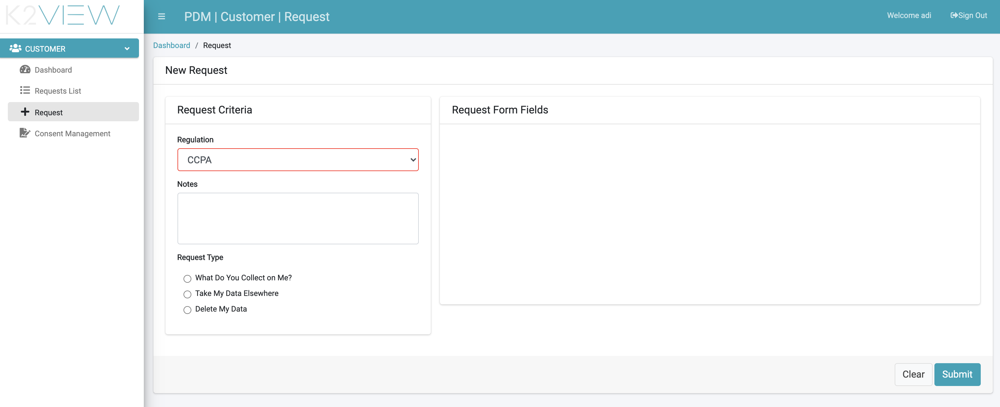 K2VIEW
PDM | Customer | Request
Welcome adi
Sign Out
CUSTOMER
Dashboard
Requests List
Request
Consent Management
Dashboard / Request
New Request
Request Criteria
Regulation
CCPA
Notes
Request Type
What Do You Collect on Me?
Take My Data Elsewhere
Delete My Data
Request Form Fields
Clear
Submit